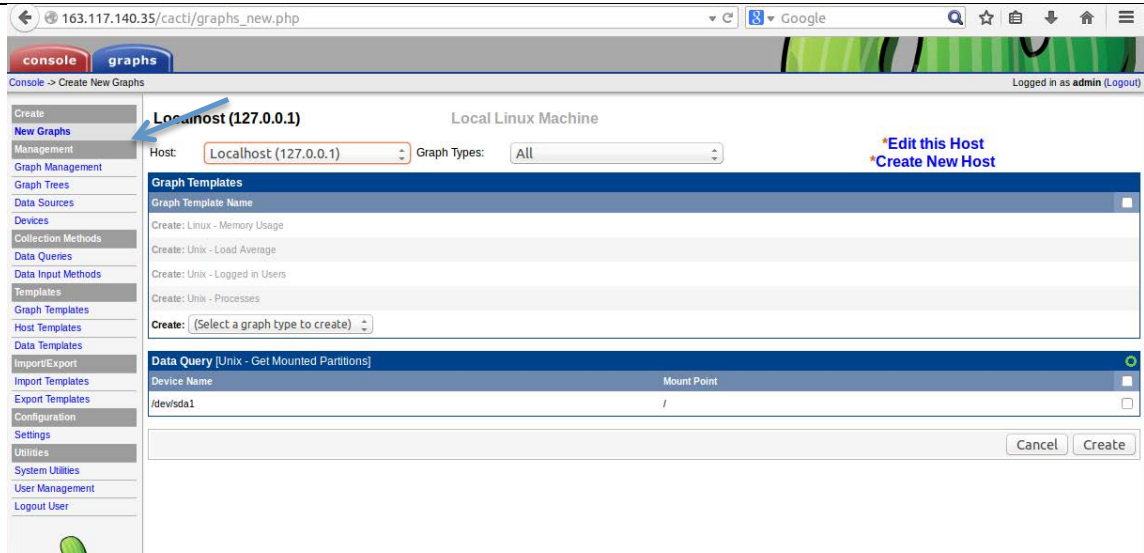 163.117.140.35/cacti/graphs_new.php
Google
console
graphs
Console -> Create New Graphs
Logged in as admin (Logout)
Create
New Graphs
Management
Graph Management
Graph Trees
Data Sources
Devices
Collection Methods
Data Queries
Data Input Methods
Templates
Graph Templates
Host Templates
Data Templates
Import/Export
Import Templates
Export Templates
Configuration
Settings
Utilities
System Utilities
User Management
Logout User
Localhost (127.0.0.1)
Local Linux Machine
Host: Localhost (127.0.0.1) Graph Types: All
*Edit this Host
*Create New Host
Graph Templates
Graph Template Name
Create: Linux - Memory Usage
Create: Unix - Load Average
Create: Unix - Logged in Users
Create: Unix - Processes
Create: (Select a graph type to create)
Data Query [Unix - Get Mounted Partitions]
Device Name Mount Point
/dev/sda1 /
Cancel Create